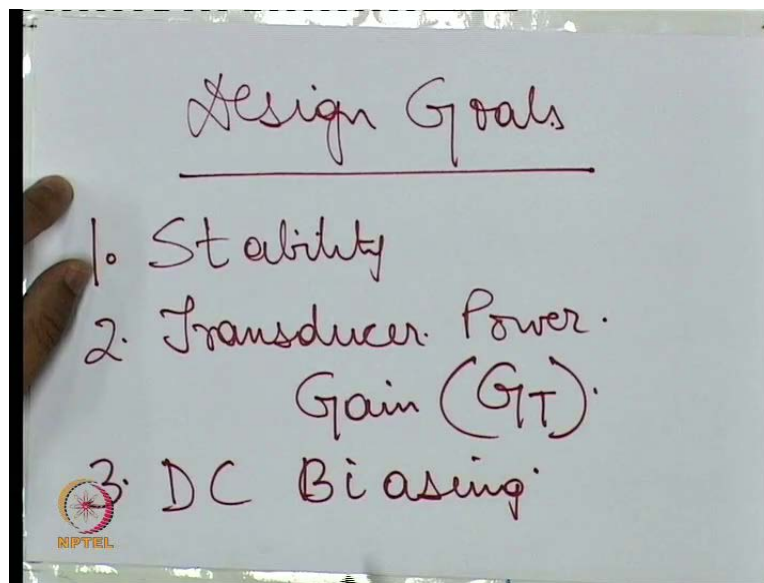 Design Goals
1. Stability
2. Transducer Power
Gain (GT).
3. DC Biasing
NPTEL